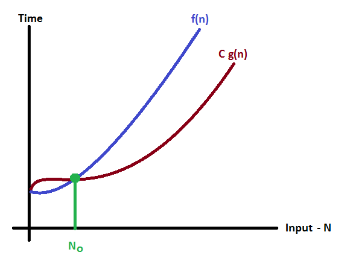 Time
f(n)
C g(n)
Input - N
No